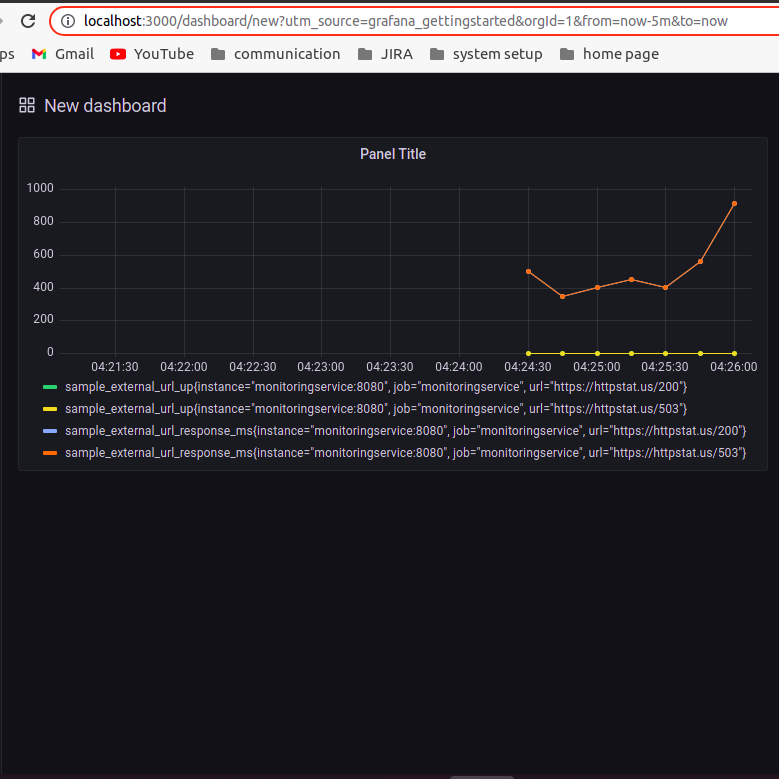 localhost:3000/dashboard/new?utm_source=grafana_gettingstarted&orgId=1&from=now-5m&to=now
ps Gmail YouTube communication JIRA system setup home page
New dashboard
Panel Title
1000
800
600
400
200
0
04:21:30 04:22:00 04:22:30 04:23:00 04:23:30 04:24:00 04:24:30 04:25:00 04:25:30 04:26:00
sample_external_url_up{instance="monitoringservice:8080", job="monitoringservice", url="https://httpstat.us/200"}
sample_external_url_up{instance="monitoringservice:8080", job="monitoringservice", url="https://httpstat.us/503"}
sample_external_url_response_ms{instance="monitoringservice:8080", job="monitoringservice", url="https://httpstat.us/200"}
sample_external_url_response_ms{instance="monitoringservice:8080", job="monitoringservice", url="https://httpstat.us/503"}